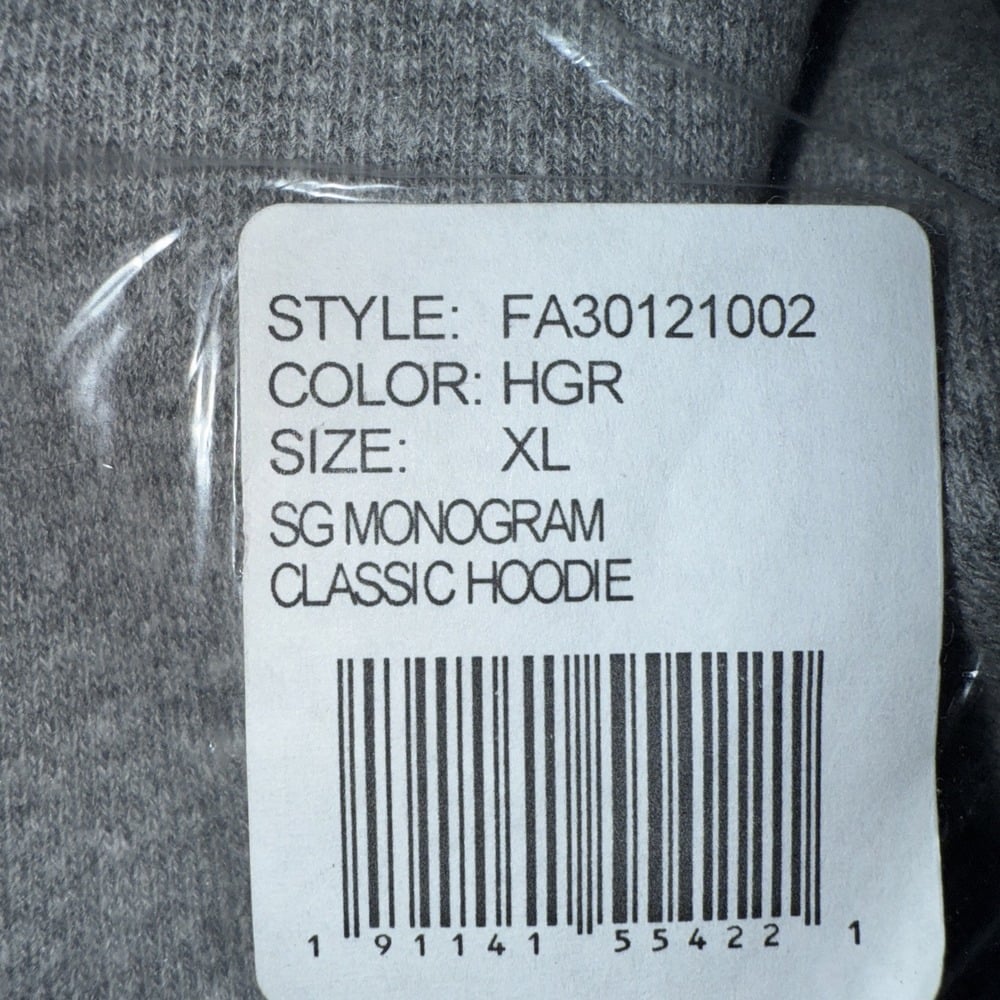 STYLE: FA30121002
COLOR: HGR
SIZE: XL
SG MONOGRAM
CLASSIC HOODIE
1 91141 55422 1